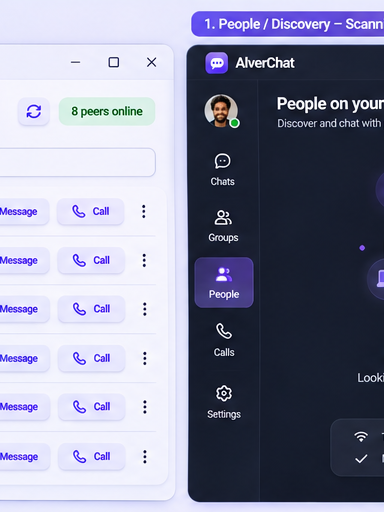 8 peers online
Message Call
Message Call
Message Call
Message Call
Message Call
Message Call
1. People / Discovery – Scann
AlverChat
People on your
Discover and chat with
Chats
Groups
People
Calls
Settings
Looki